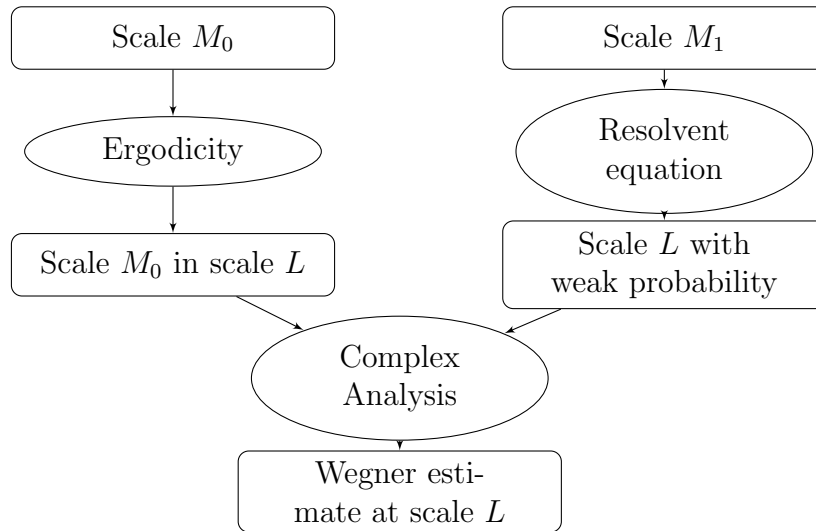 Scale M₀
Scale M₁
Ergodicity
Resolvent
equation
Scale M₀ in scale L
Scale L with
weak probability
Complex
Analysis
Wegner esti-
mate at scale L